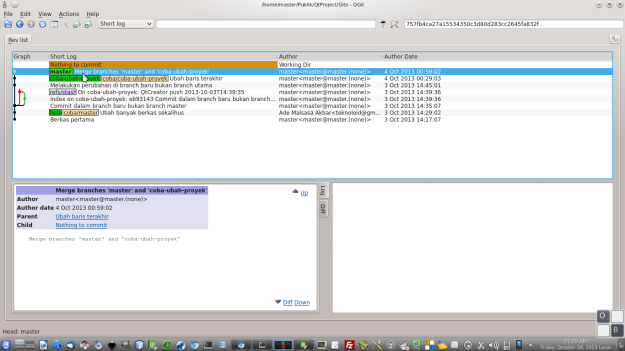 /home/master/Publik/QtProject/Gito - QGit
File Edit View Actions Help
Short log 757fb4ca27a15534350c3d80d283cc2645fa832f
Rev list
Graph Short Log Author Author Date
Nothing to commit Working Dir
master Merge branches 'master' and 'coba-ubah-proyek' master<master@master.(none)> 4 Oct 2013 00:59:02
coba-ubah-proyek coba/coba-ubah-proyek Ubah baris terakhir master<master@master.(none)> 4 Oct 2013 00:29:03
Melakukan perubahan di branch baru bukan branch utama master<master@master.(none)> 3 Oct 2013 14:45:01
refs/stash On coba-ubah-proyek: QtCreator push 2013-10-03T14:39:35 master<master@master.(none)> 3 Oct 2013 14:39:36
index on coba-ubah-proyek: eb93143 Commit dalam branch baru bukan branch... master<master@master.(none)> 3 Oct 2013 14:39:36
Commit dalam branch baru bukan branch master master<master@master.(none)> 3 Oct 2013 14:35:07
coba/master Ubah banyak berkas sekalihus Ade Malsasa Akbar<teknoloid@gm... 3 Oct 2013 14:29:02
Berkas pertama master<master@master.(none)> 3 Oct 2013 14:17:07
Merge branches 'master' and 'coba-ubah-proyek'
Author master<master@master.(none)>
Author date 4 Oct 2013 00:59:02
Parent Ubah baris terakhir
Child Nothing to commit
Merge branches 'master' and 'coba-ubah-proyek'
Up
Log
Diff
Diff Down
Head: master
Friday, October 04, 2013 Local